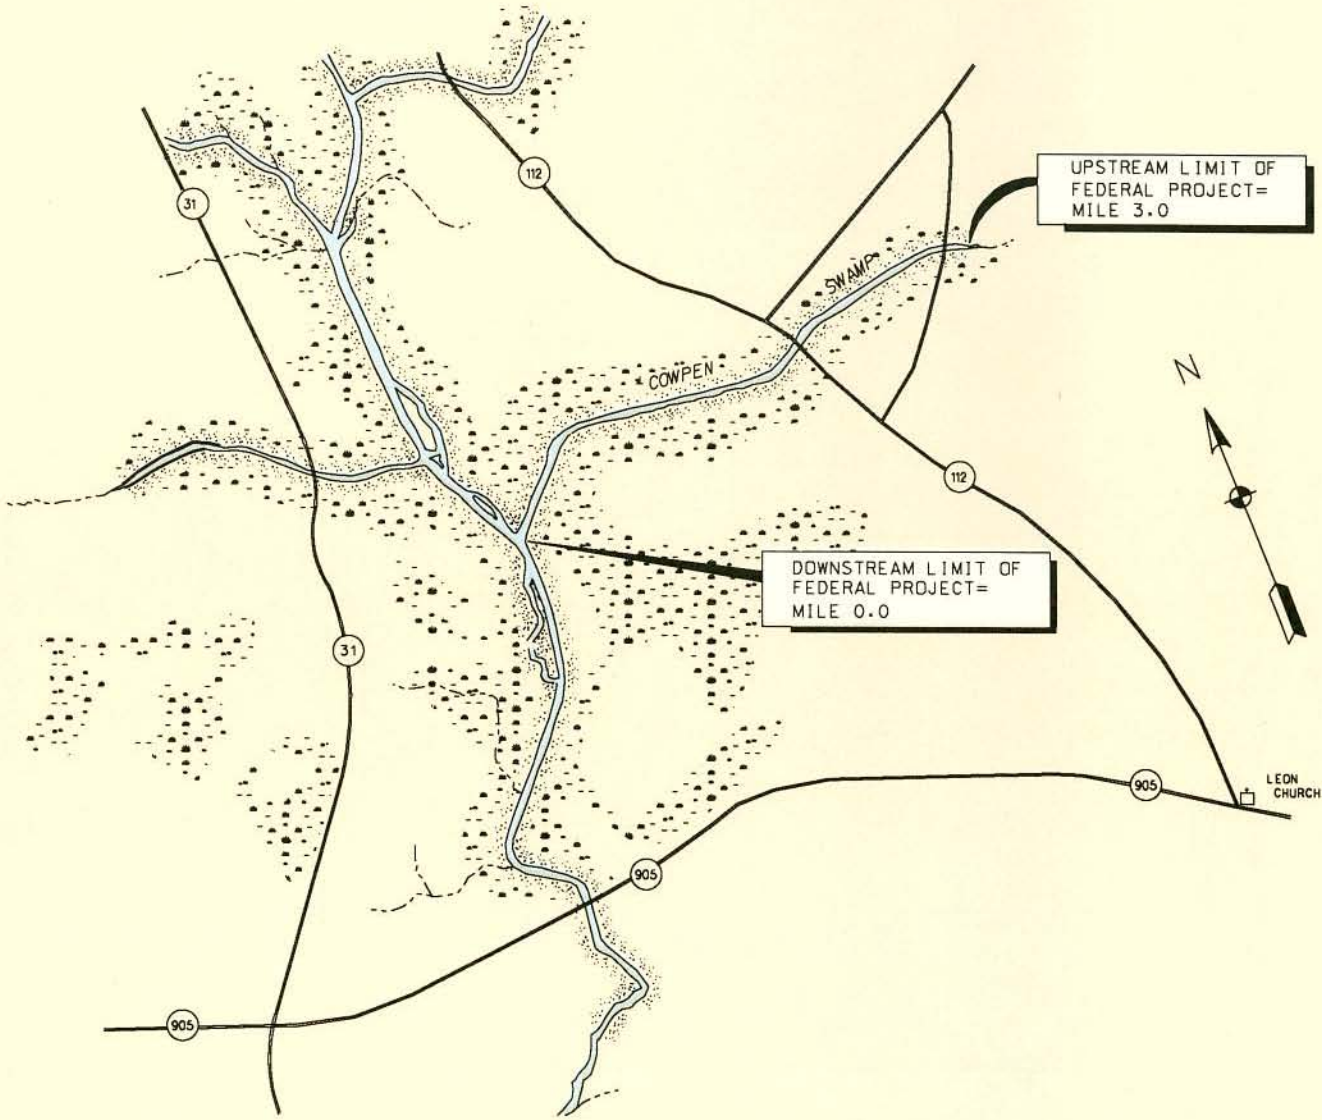 112
UPSTREAM LIMIT OF
FEDERAL PROJECT=
MILE 3.0
31
SWAMP
COWPEN
N
112
DOWNSTREAM LIMIT OF
FEDERAL PROJECT=
MILE 0.0
31
905
LEON
CHURCH
905
905